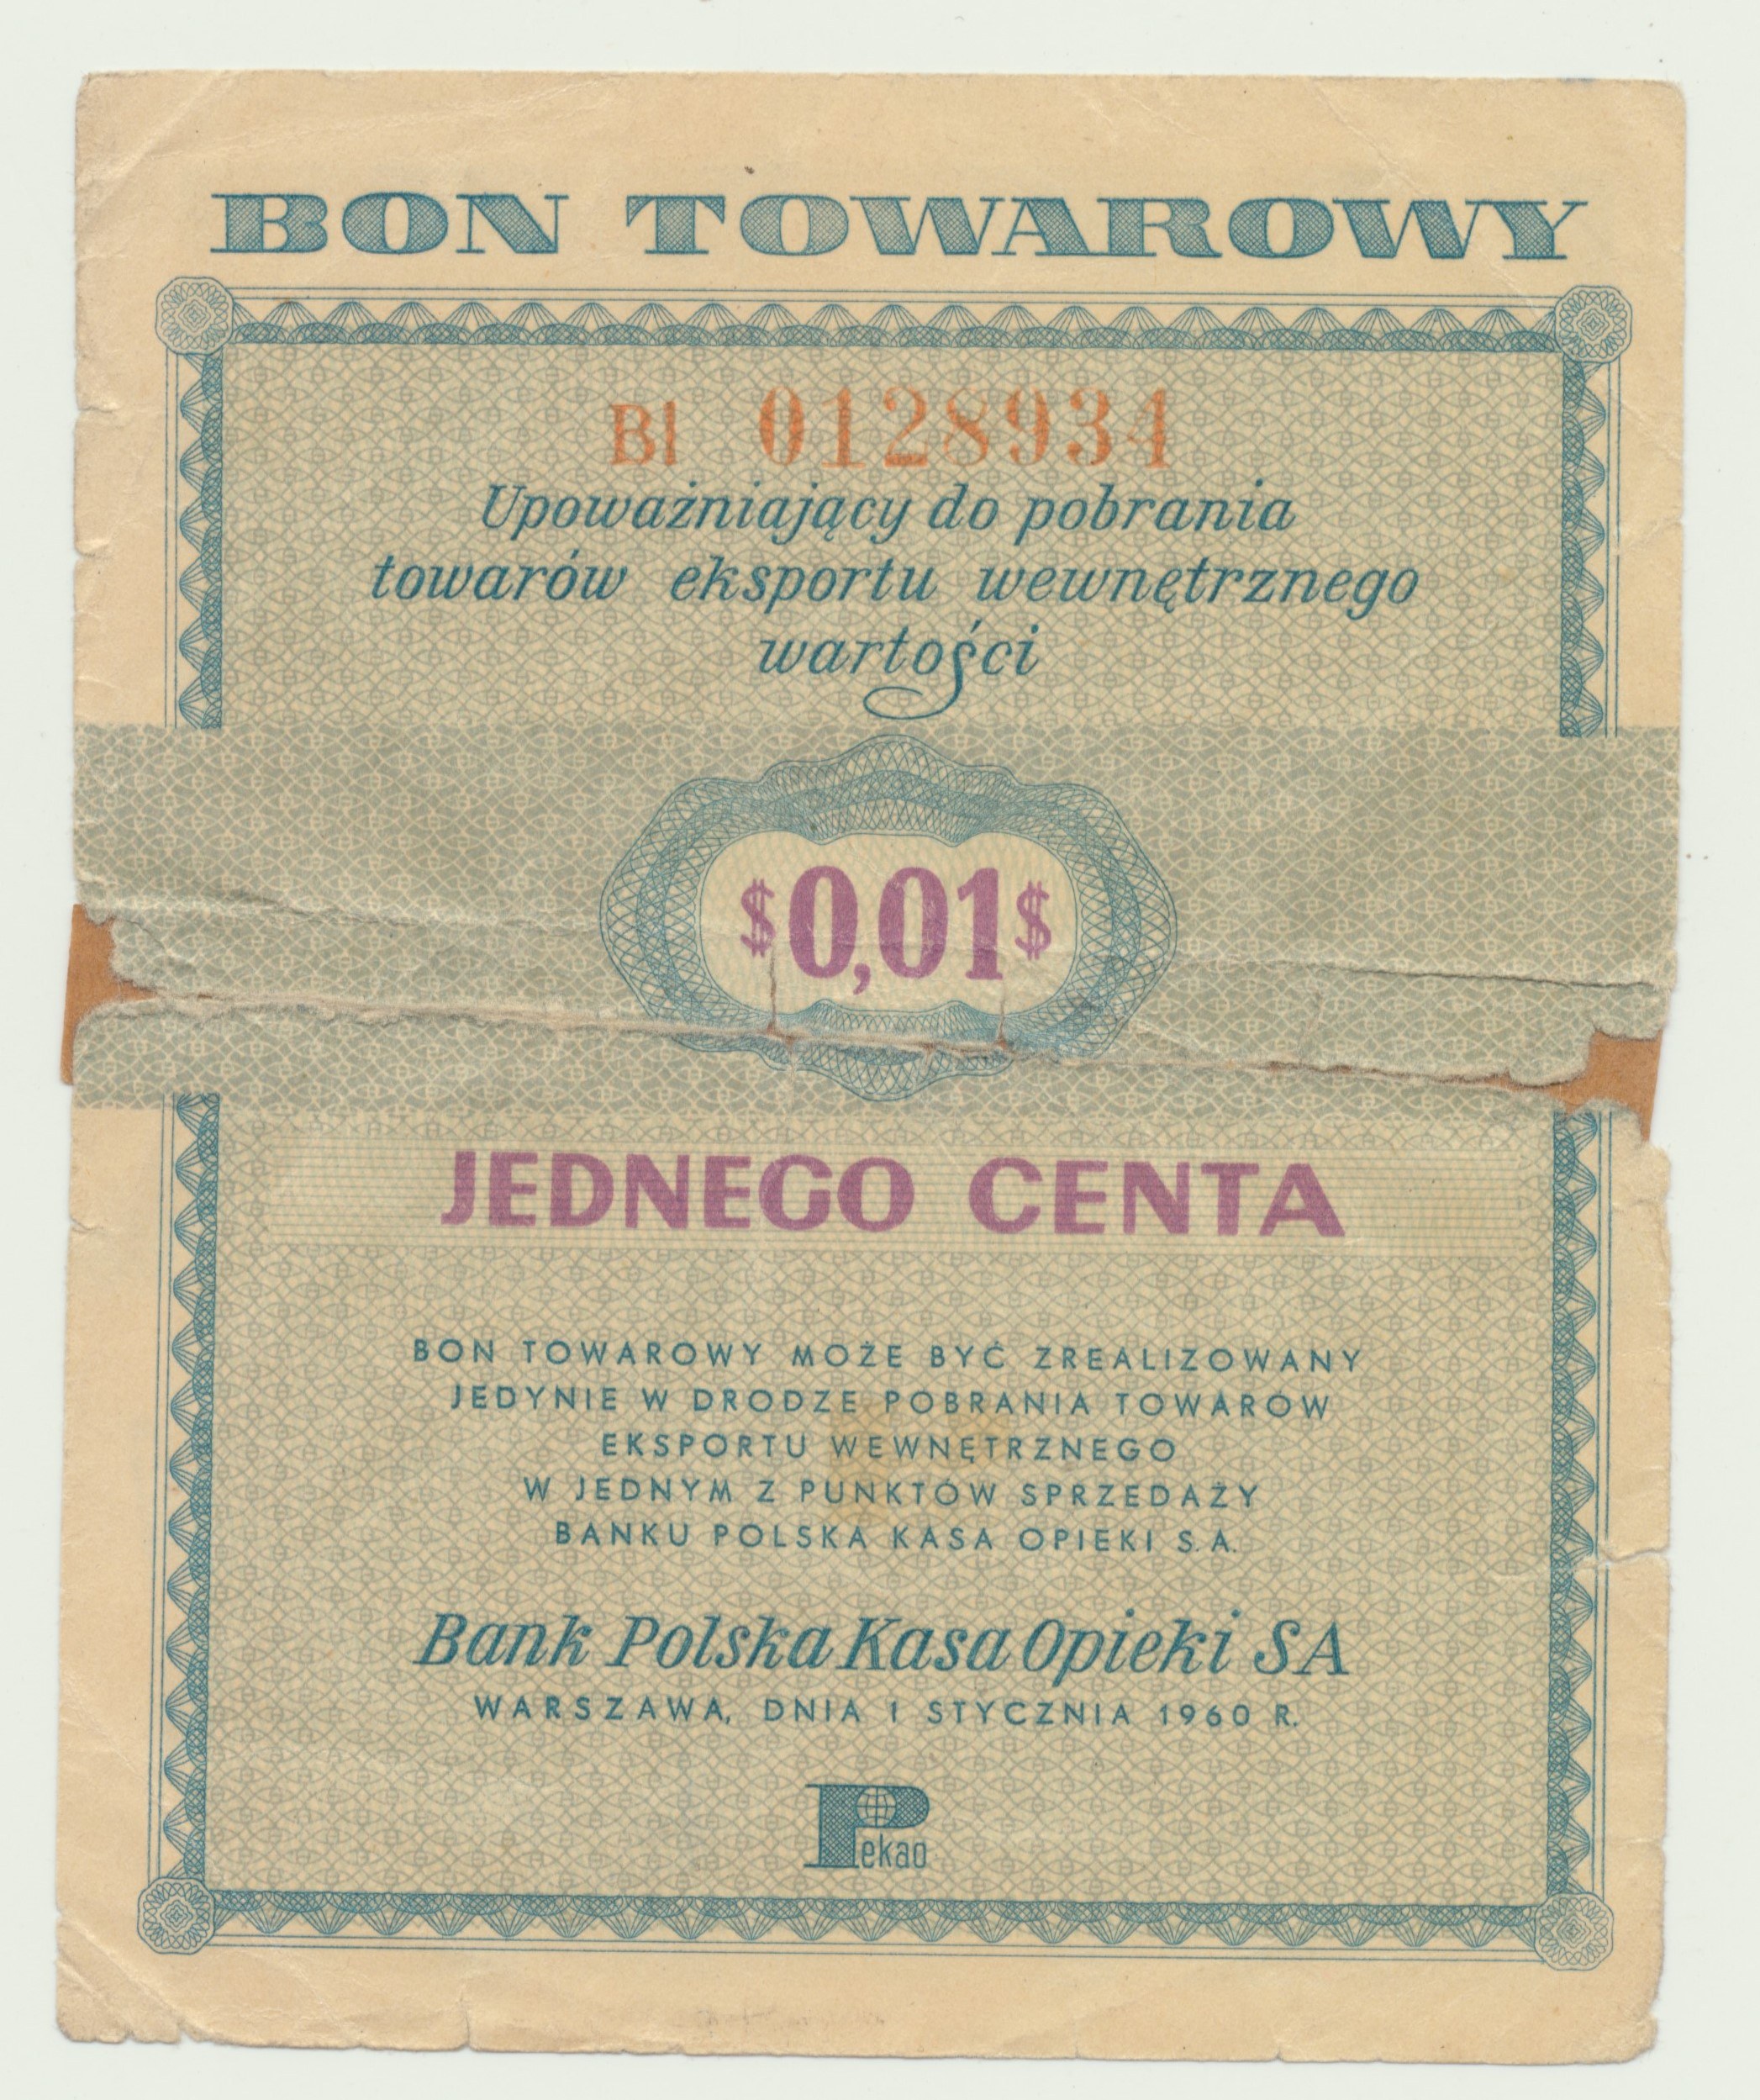 BON TOWAROWY
Bl 0128934
Upoważniający do pobrania
towarów eksportu wewnętrznego
wartości
$0,01$
JEDNEGO CENTA
BON TOWAROWY MOŻE BYĆ ZREALIZOWANY
JEDYNIE W DRODZE POBRANIA TOWARÓW
EKSPORTU WEWNĘTRZNEGO
W JEDNYM Z PUNKTÓW SPRZEDAŻY
BANKU POLSKA KASA OPIEKI S.A.
Bank Polska Kasa Opieki SA
WARSZAWA, DNIA 1 STYCZNIA 1960 R.
Pekao